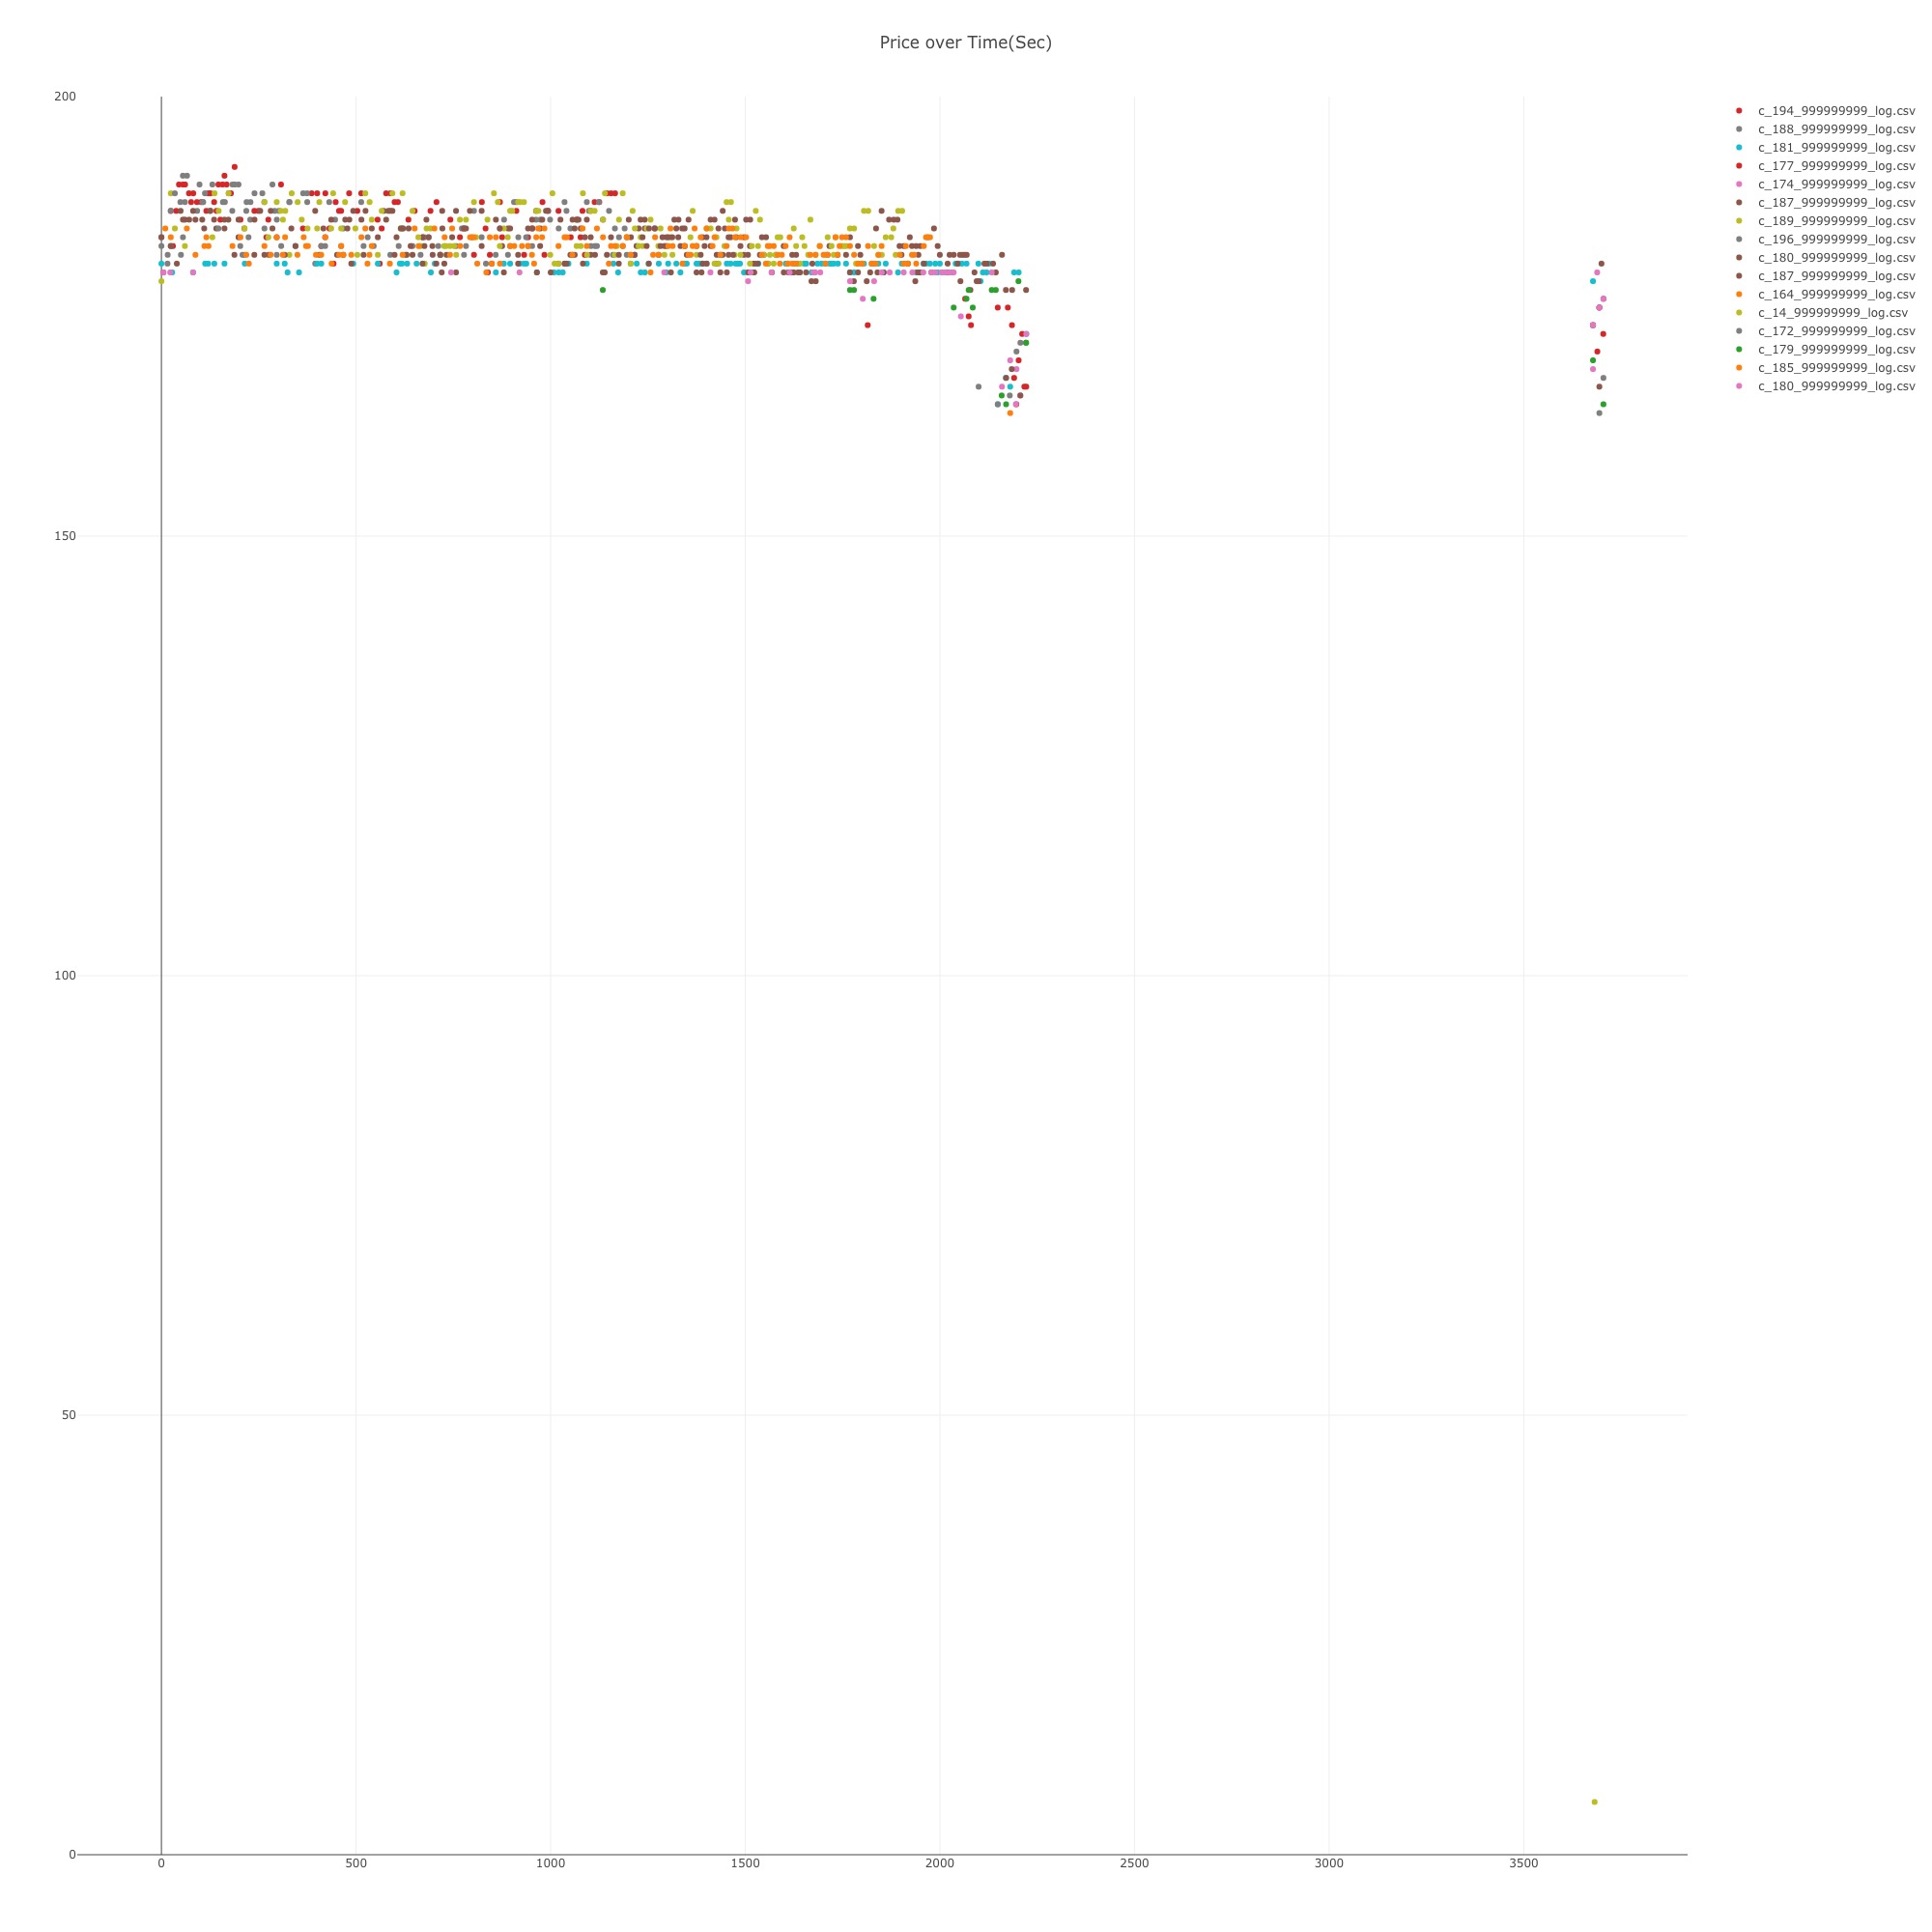 Price over Time(Sec)
200
150
100
50
0
0 500 1000 1500 2000 2500 3000 3500
c_194_999999999_log.csv
c_188_999999999_log.csv
c_181_999999999_log.csv
c_177_999999999_log.csv
c_174_999999999_log.csv
c_187_999999999_log.csv
c_189_999999999_log.csv
c_196_999999999_log.csv
c_180_999999999_log.csv
c_187_999999999_log.csv
c_164_999999999_log.csv
c_14_999999999_log.csv
c_172_999999999_log.csv
c_179_999999999_log.csv
c_185_999999999_log.csv
c_180_999999999_log.csv